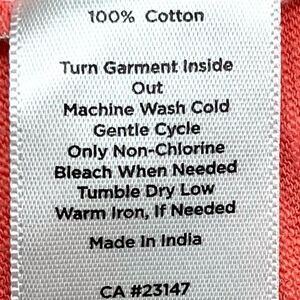 100% Cotton
Turn Garment Inside
Out
Machine Wash Cold
Gentle Cycle
Only Non-Chlorine
Bleach When Needed
Tumble Dry Low
Warm Iron, If Needed
Made In India
CA #23147